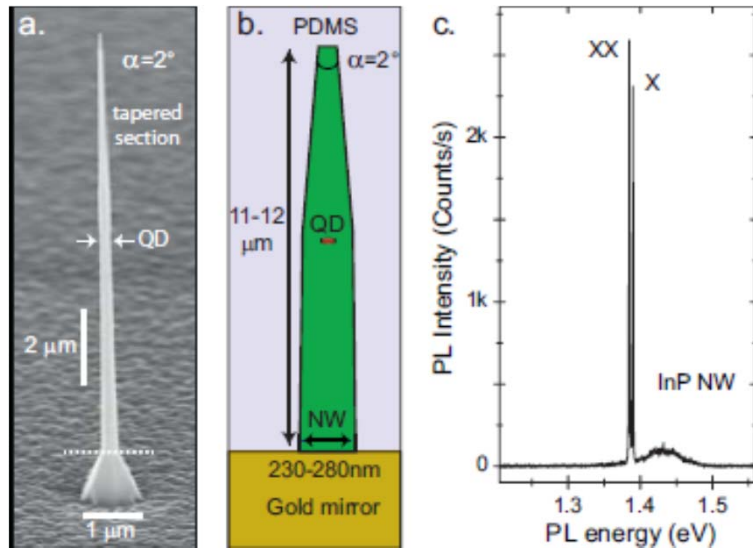 a.
α=2°
tapered
section
QD
2 μm
1 μm
b.
PDMS
α=2°
11-12
μm
QD
NW
230-280nm
Gold mirror
c.
XX
X
InP NW
PL Intensity (Counts/s)
2k
1k
0
1.3 1.4 1.5
PL energy (eV)